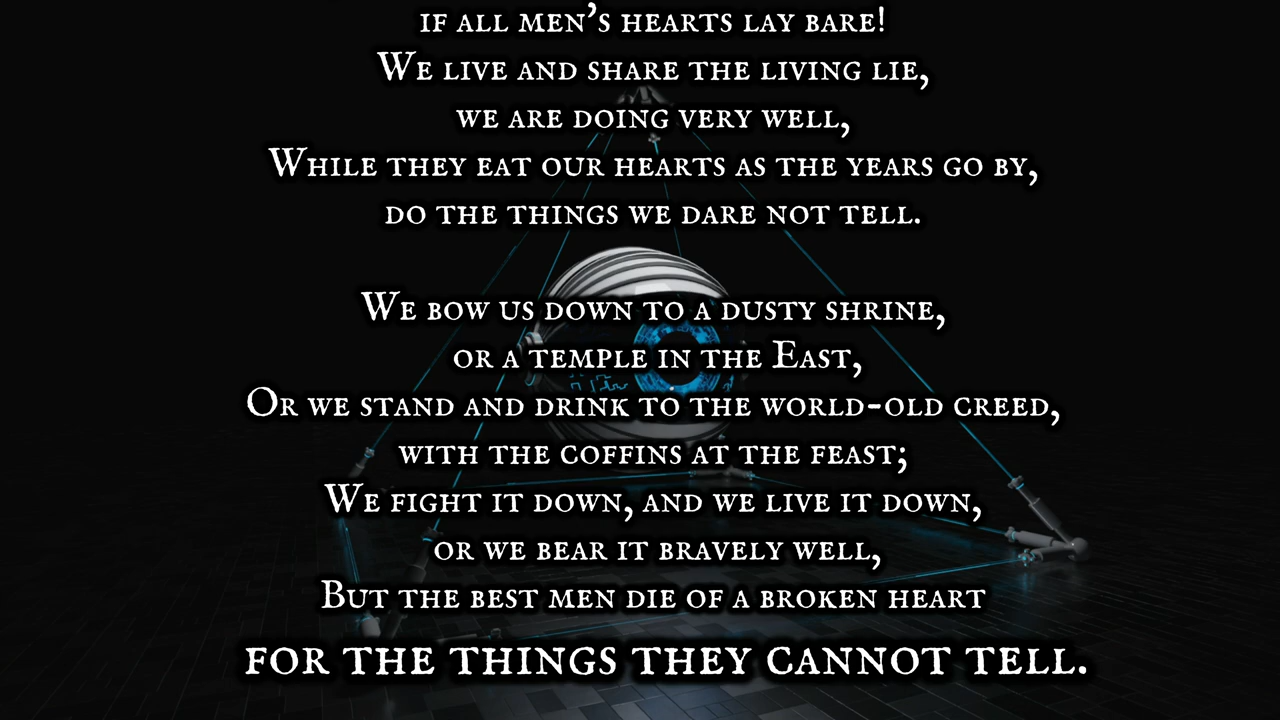 if all men's hearts lay bare!
We live and share the living lie,
we are doing very well,
While they eat our hearts as the years go by,
do the things we dare not tell.
We bow us down to a dusty shrine,
or a temple in the East,
Or we stand and drink to the world-old creed,
with the coffins at the feast;
We fight it down, and we live it down,
or we bear it bravely well,
But the best men die of a broken heart
for the things they cannot tell.